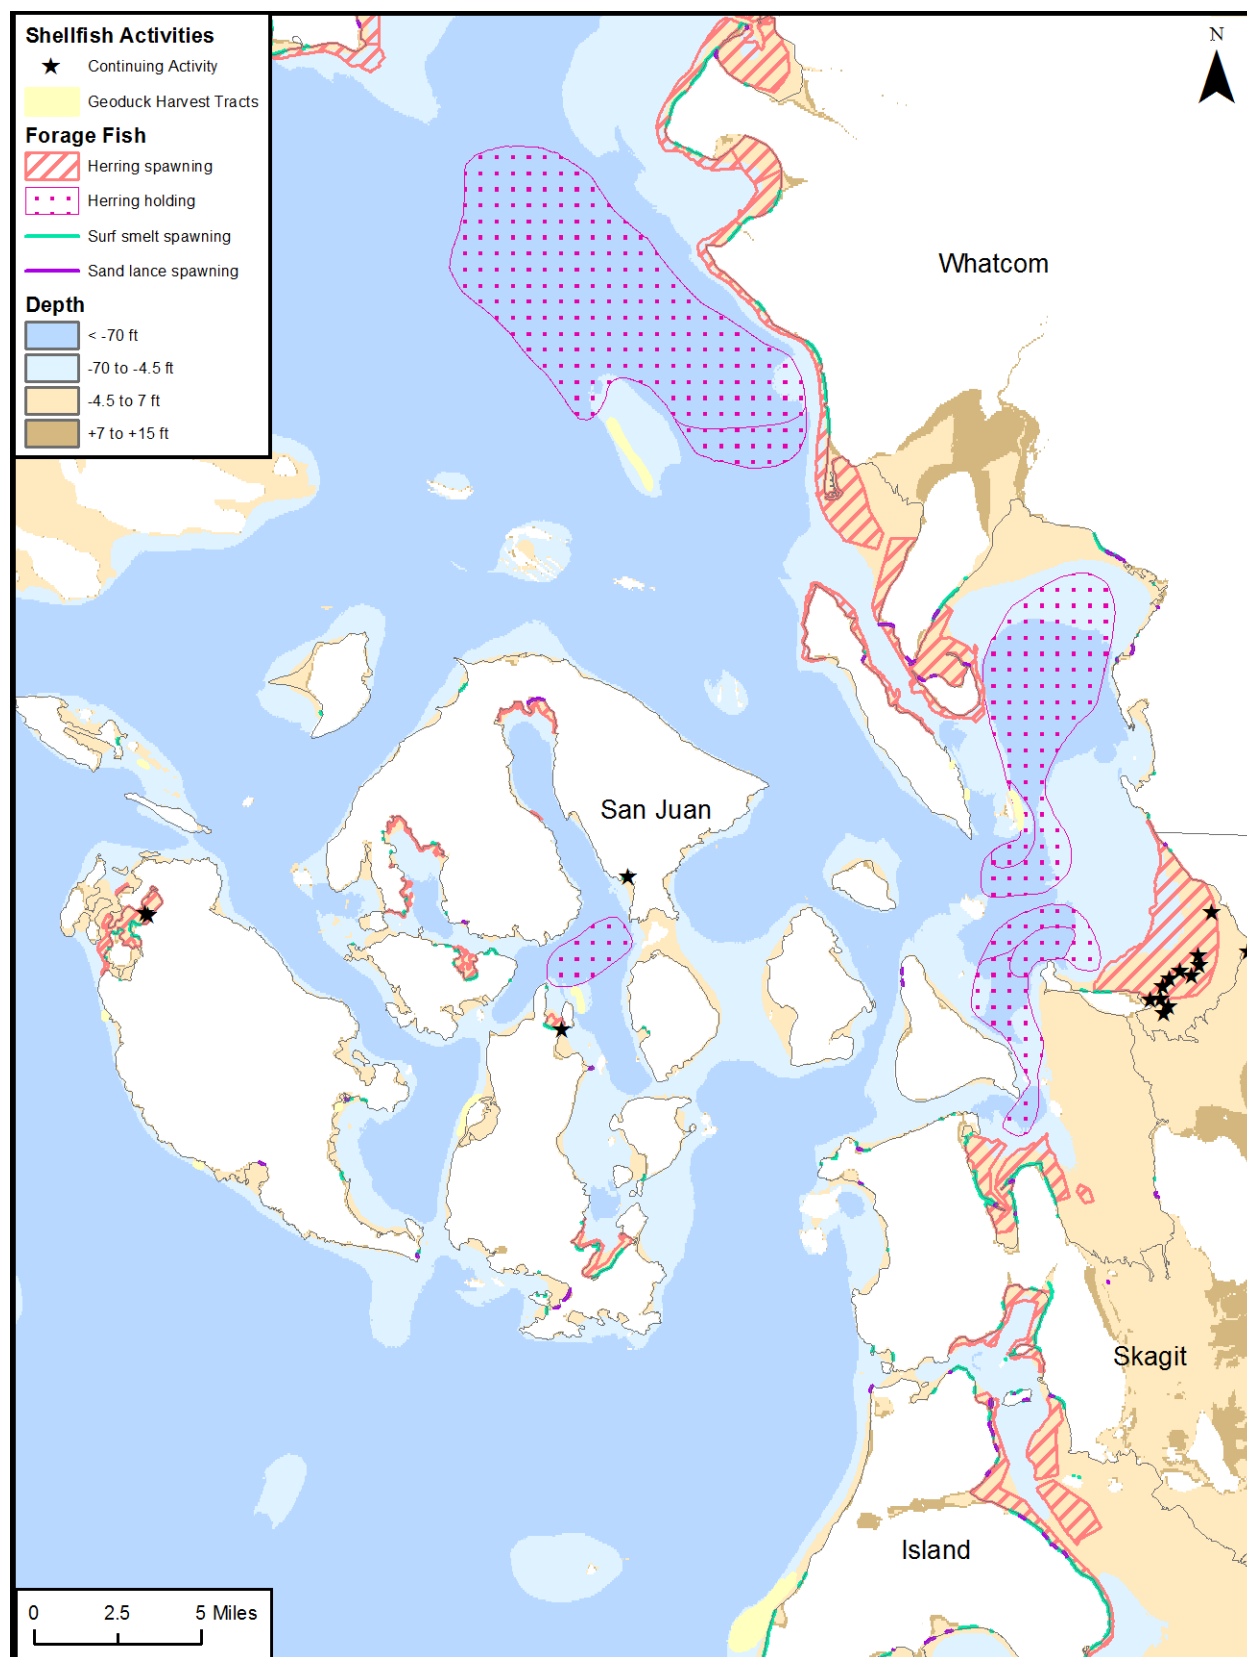 Shellfish Activities
Continuing Activity
Geoduck Harvest Tracts
Forage Fish
Herring spawning
Herring holding
Surf smelt spawning
Sand lance spawning
Depth
< -70 ft
-70 to -4.5 ft
-4.5 to 7 ft
+7 to +15 ft
N
Whatcom
San Juan
Skagit
Island
0 2.5 5 Miles